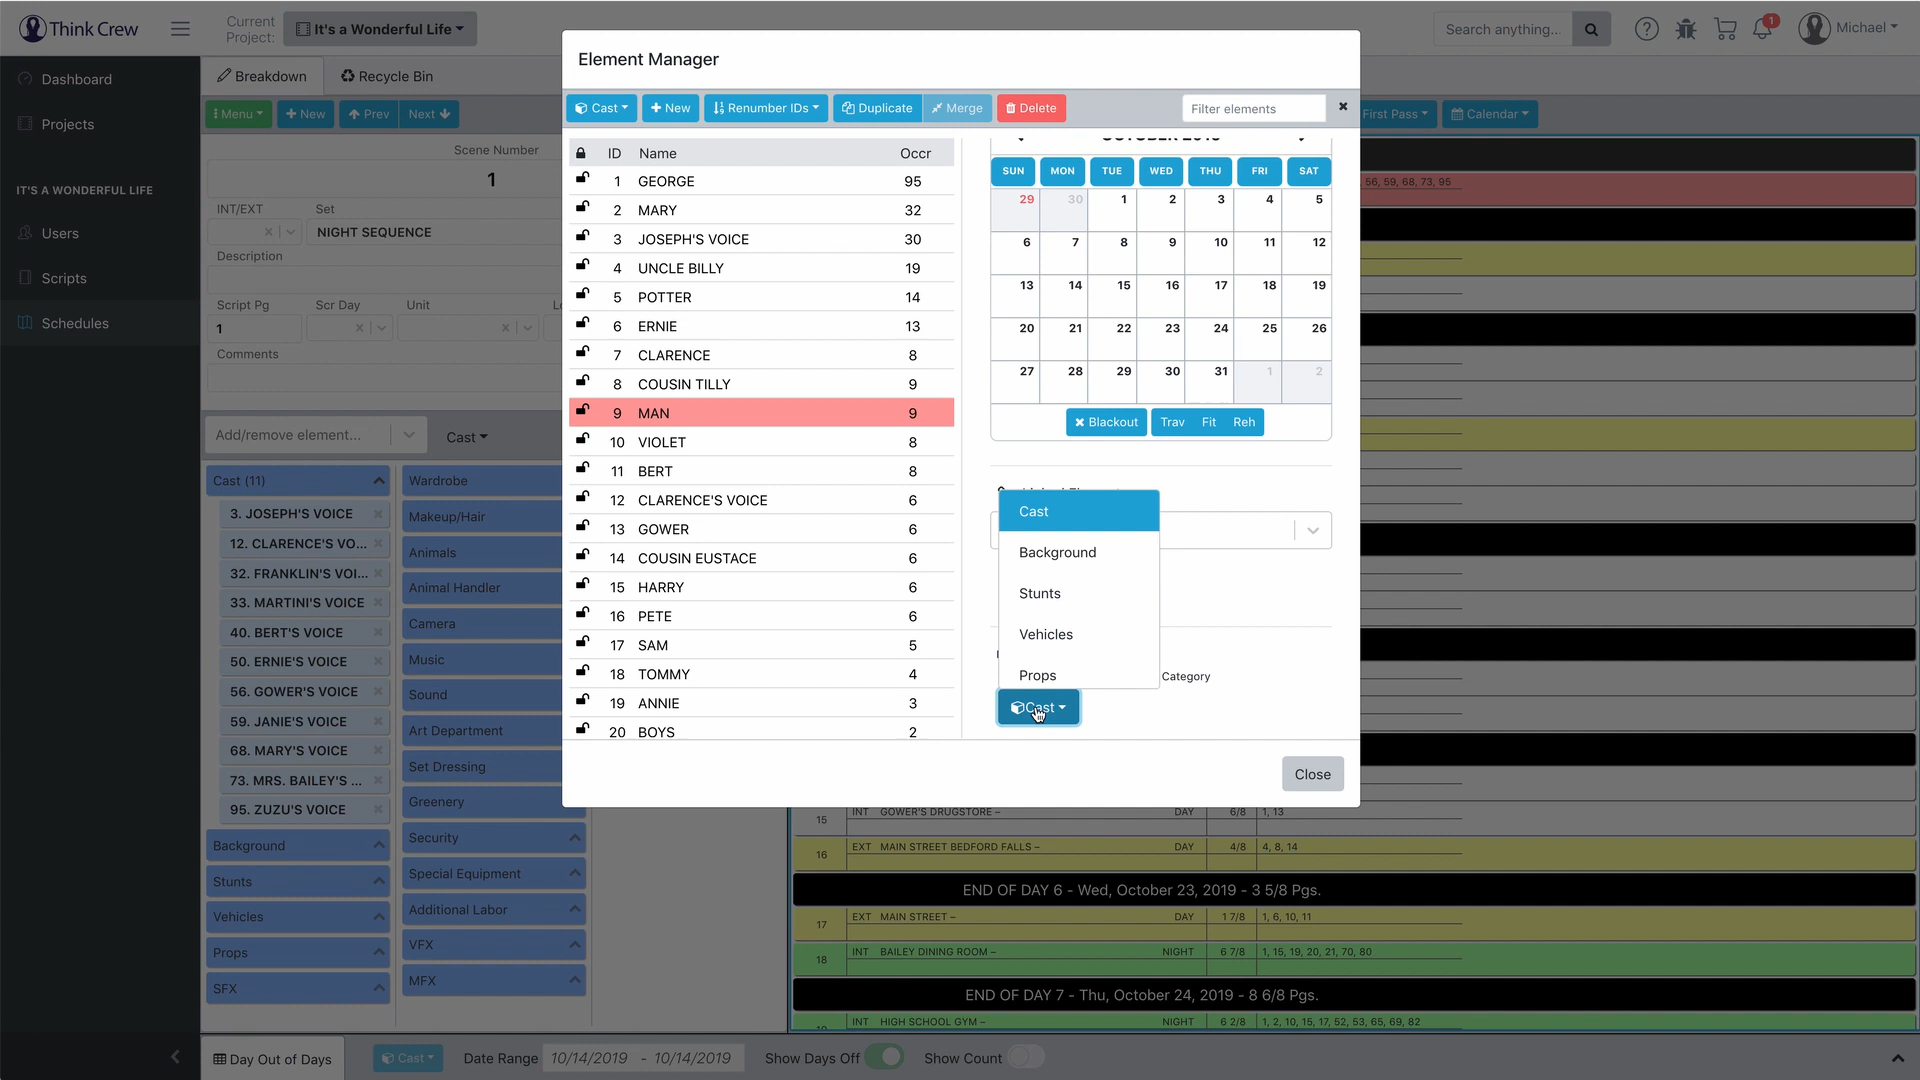 Think Crew
Current Project:
It's a Wonderful Life
Search anything...
1
Michael
Dashboard
Projects
IT'S A WONDERFUL LIFE
Users
Scripts
Schedules
Breakdown
Recycle Bin
Menu
+ New
Prev
Next
First Pass
Calendar
Scene Number
1
INT/EXT
Set
NIGHT SEQUENCE
Description
Script Pg
Scr Day
Unit
1
Comments
Add/remove element...
Cast
Cast (11)
3. JOSEPH'S VOICE
12. CLARENCE'S VO...
32. FRANKLIN'S VOI...
33. MARTINI'S VOICE
40. BERT'S VOICE
50. ERNIE'S VOICE
56. GOWER'S VOICE
59. JANIE'S VOICE
68. MARY'S VOICE
73. MRS. BAILEY'S ...
95. ZUZU'S VOICE
Background
Stunts
Vehicles
Props
SFX
Wardrobe
Makeup/Hair
Animals
Animal Handler
Camera
Music
Sound
Art Department
Set Dressing
Greenery
Security
Special Equipment
Additional Labor
VFX
MFX
Element Manager
Cast
+ New
Renumber IDs
Duplicate
Merge
Delete
Filter elements
ID Name Occr
1 GEORGE 95
2 MARY 32
3 JOSEPH'S VOICE 30
4 UNCLE BILLY 19
5 POTTER 14
6 ERNIE 13
7 CLARENCE 8
8 COUSIN TILLY 9
9 MAN 9
10 VIOLET 8
11 BERT 8
12 CLARENCE'S VOICE 6
13 GOWER 6
14 COUSIN EUSTACE 6
15 HARRY 6
16 PETE 6
17 SAM 5
18 TOMMY 4
19 ANNIE 3
20 BOYS 2
SUN MON TUE WED THU FRI SAT
29 30 1 2 3 4 5
6 7 8 9 10 11 12
13 14 15 16 17 18 19
20 21 22 23 24 25 26
27 28 29 30 31 1 2
Blackout
Trav Fit Reh
Cast
Background
Stunts
Vehicles
Props
Category
Cast
Close
56, 59, 68, 73, 95
15 INT GOWER'S DRUGSTORE – DAY 6/8 1, 13
16 EXT MAIN STREET BEDFORD FALLS – DAY 4/8 4, 8, 14
END OF DAY 6 - Wed, October 23, 2019 - 3 5/8 Pgs.
17 EXT MAIN STREET – DAY 1 7/8 1, 6, 10, 11
18 INT BAILEY DINING ROOM – NIGHT 6 7/8 1, 15, 19, 20, 21, 70, 80
END OF DAY 7 - Thu, October 24, 2019 - 8 6/8 Pgs.
INT HIGH SCHOOL GYM – NIGHT 6 2/8 1, 2, 10, 15, 17, 52, 53, 65, 69, 82
Day Out of Days
Cast
Date Range
10/14/2019 - 10/14/2019
Show Days Off
Show Count